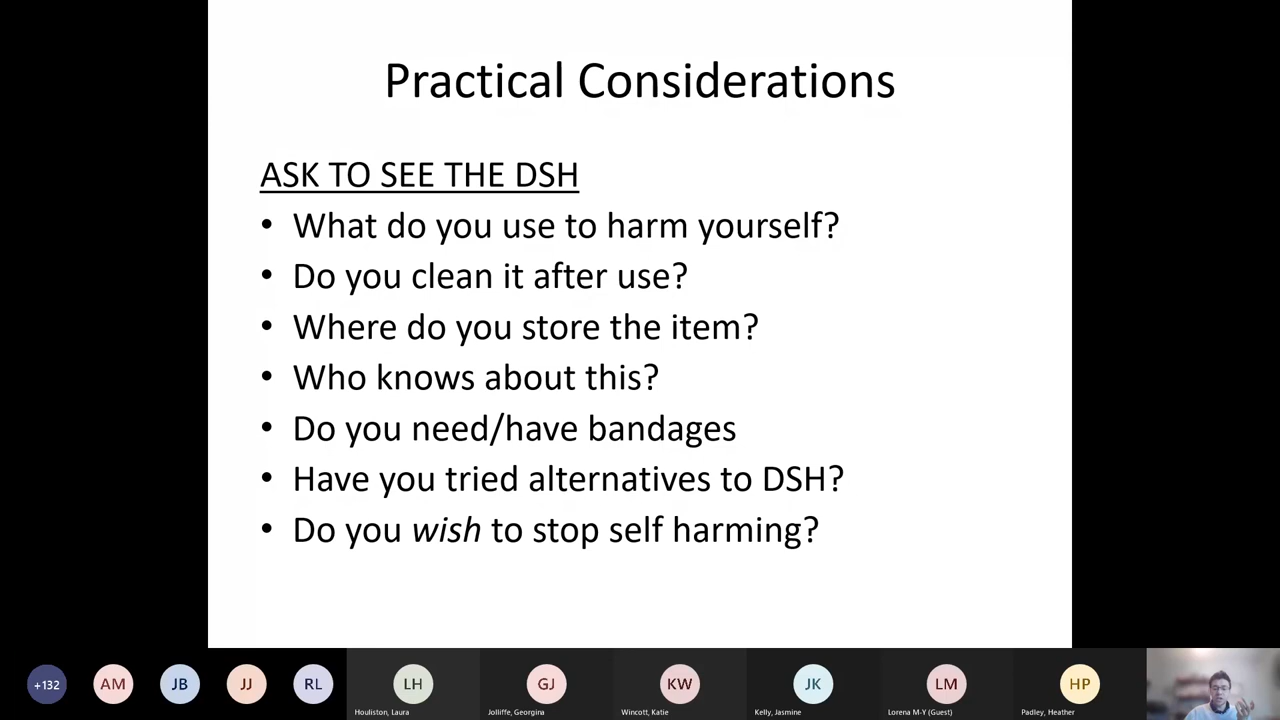 Practical Considerations
ASK TO SEE THE DSH
• What do you use to harm yourself?
• Do you clean it after use?
• Where do you store the item?
• Who knows about this?
• Do you need/have bandages
• Have you tried alternatives to DSH?
• Do you wish to stop self harming?
+132 AM JB JJ RL LH GJ KW JK LM HP
Houliston, Laura Jolliffe, Georgina Wincott, Katie Kelly, Jasmine Lorena M-Y (Guest) Padley, Heather